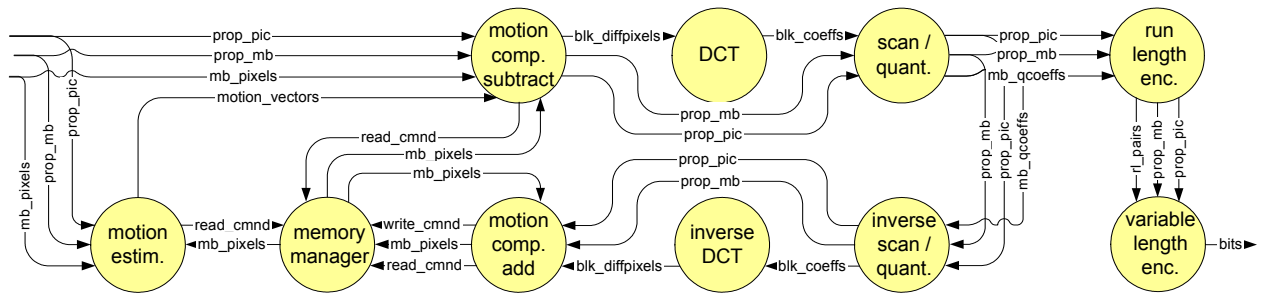 prop_pic
prop_mb
mb_pixels
motion_vectors
mb_pixels
prop_mb
prop_pic
motion
comp.
subtract
blk_diffpixels
DCT
blk_coeffs
scan /
quant.
prop_pic
prop_mb
mb_qcoeffs
run
length
enc.
prop_mb
prop_pic
read_cmnd
mb_pixels
mb_pixels
prop_pic
prop_mb
prop_mb
prop_pic
mb_qcoeffs
rl_pairs
prop_mb
prop_pic
motion
estim.
read_cmnd
mb_pixels
memory
manager
write_cmnd
mb_pixels
read_cmnd
motion
comp.
add
blk_diffpixels
inverse
DCT
blk_coeffs
inverse
scan /
quant.
variable
length
enc.
bits